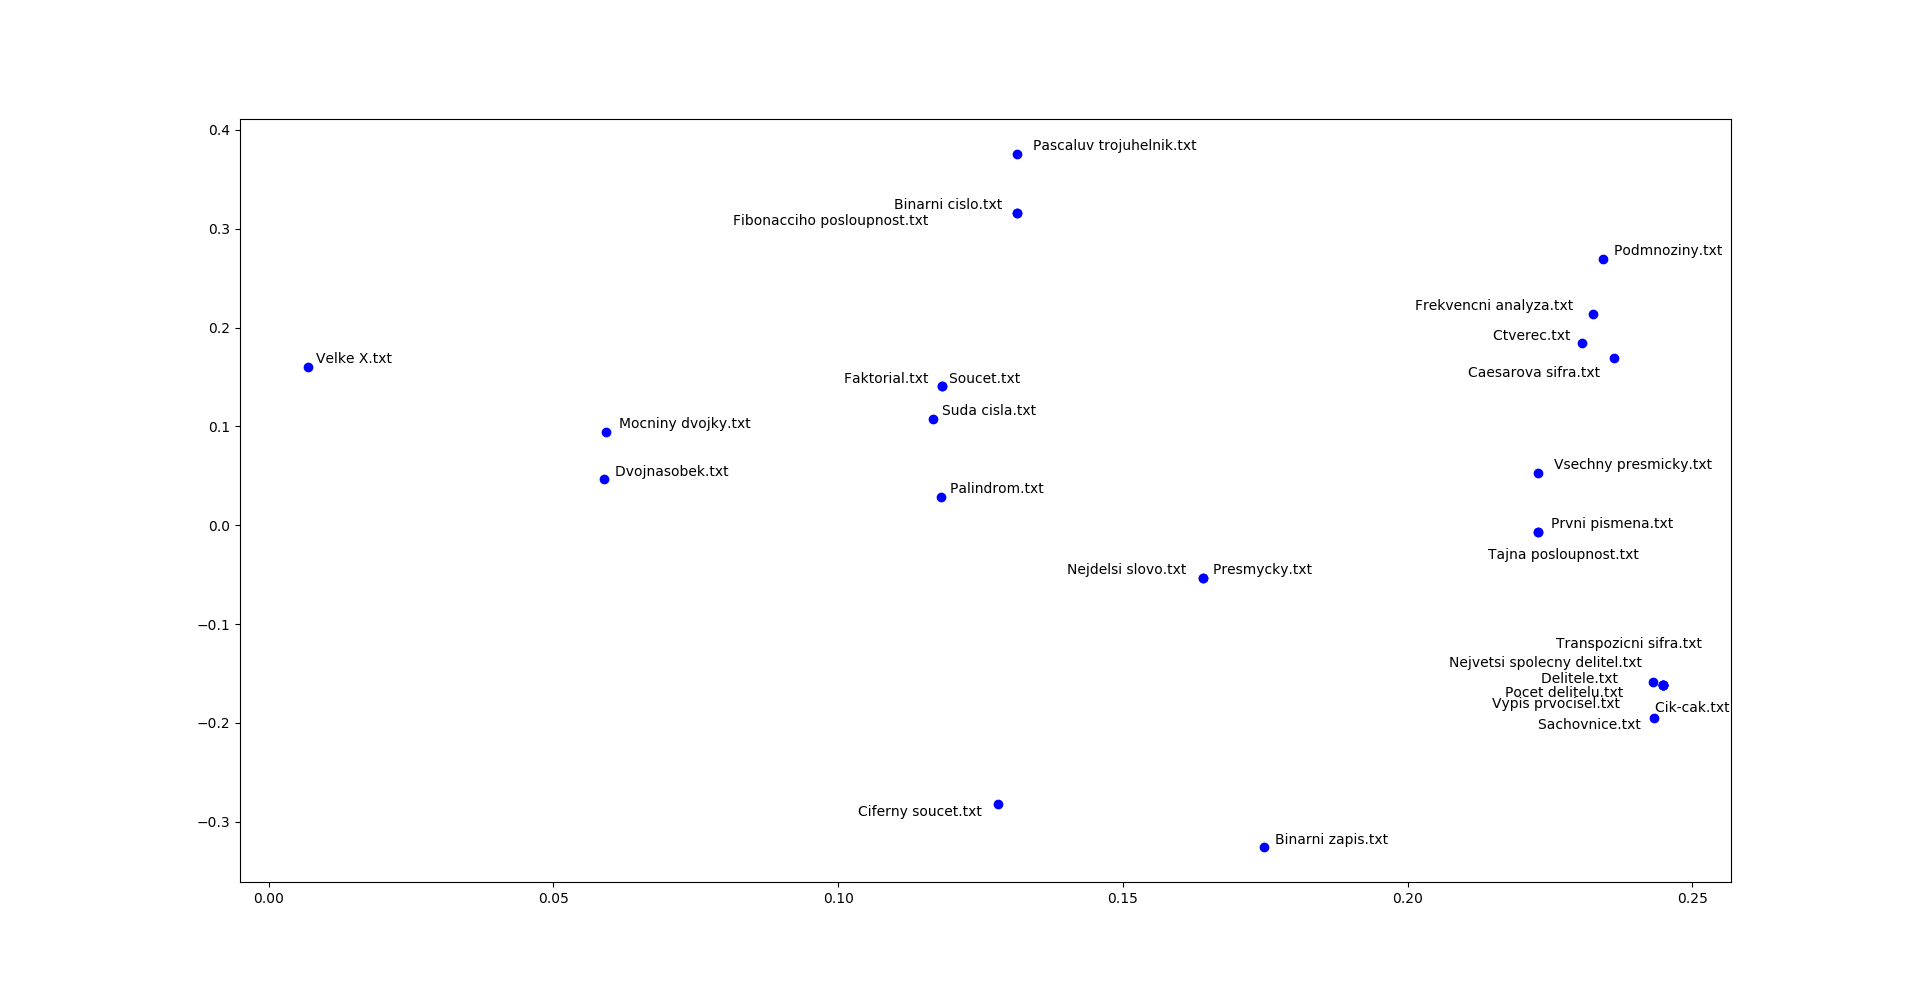 0.4
Pascaluv trojuhelnik.txt
Binarni cislo.txt
Fibonacciho posloupnost.txt
0.3
Podmnoziny.txt
Frekvencni analyza.txt
Ctverec.txt
0.2
Velke X.txt
Caesarova sifra.txt
Faktorial.txt
Soucet.txt
Suda cisla.txt
Mocniny dvojky.txt
0.1
Vsechny presmicky.txt
Dvojnasobek.txt
Palindrom.txt
Prvni pismena.txt
0.0
Tajna posloupnost.txt
Nejdelsi slovo.txt
Presmycky.txt
−0.1
Transpozicni sifra.txt
Nejvetsi spolecny delitel.txt
Delitele.txt
Pocet delitelu.txt
Vypis prvocisel.txt
Cik-cak.txt
−0.2
Sachovnice.txt
Ciferny soucet.txt
−0.3
Binarni zapis.txt
0.00
0.05
0.10
0.15
0.20
0.25